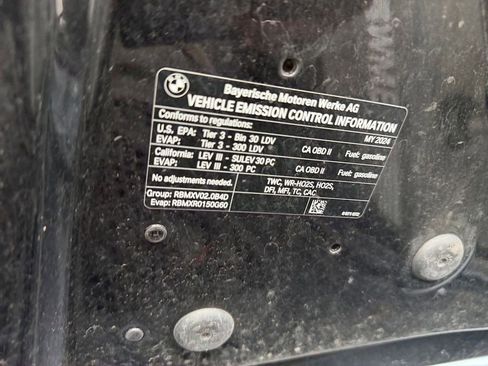 BMW
Bayerische Motoren Werke AG
VEHICLE EMISSION CONTROL INFORMATION
Conforms to regulations: MY 2024
U.S. EPA: Tier 3 - Bin 30 LDV CA OBD II Fuel: gasoline
EVAP: Tier 3 - 300 LDV
California: LEV III - SULEV30 PC CA OBD II Fuel: gasoline
EVAP: LEV III - 300 PC
No adjustments needed. TWC, WR-HO2S, HO2S,
DFI, MFI, TC, CAC
Group: RBMXV02.0B4D
Evap: RBMXR0150G60